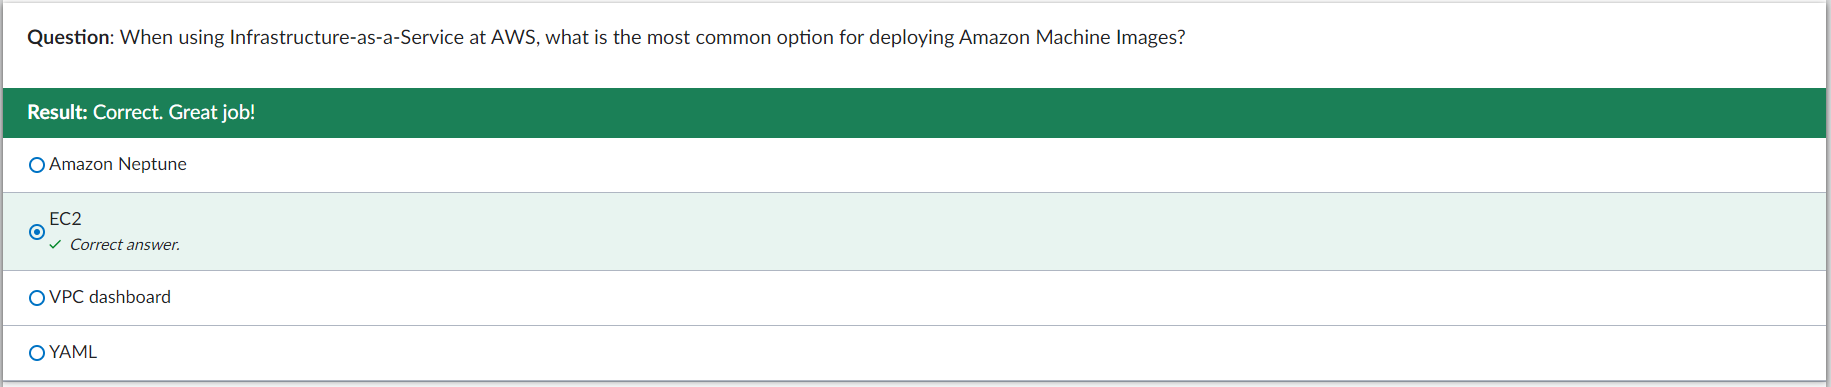 Question: When using Infrastructure-as-a-Service at AWS, what is the most common option for deploying Amazon Machine Images?
Result: Correct. Great job!
Amazon Neptune
EC2
Correct answer.
VPC dashboard
YAML